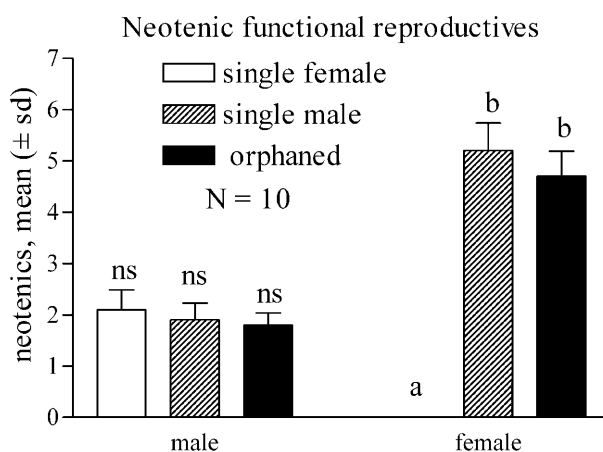 Neotenic functional reproductives
neotenics, mean (± sd)
7
6
5
4
3
2
1
0
single female
single male
orphaned
N = 10
ns
ns
ns
a
b
b
male
female